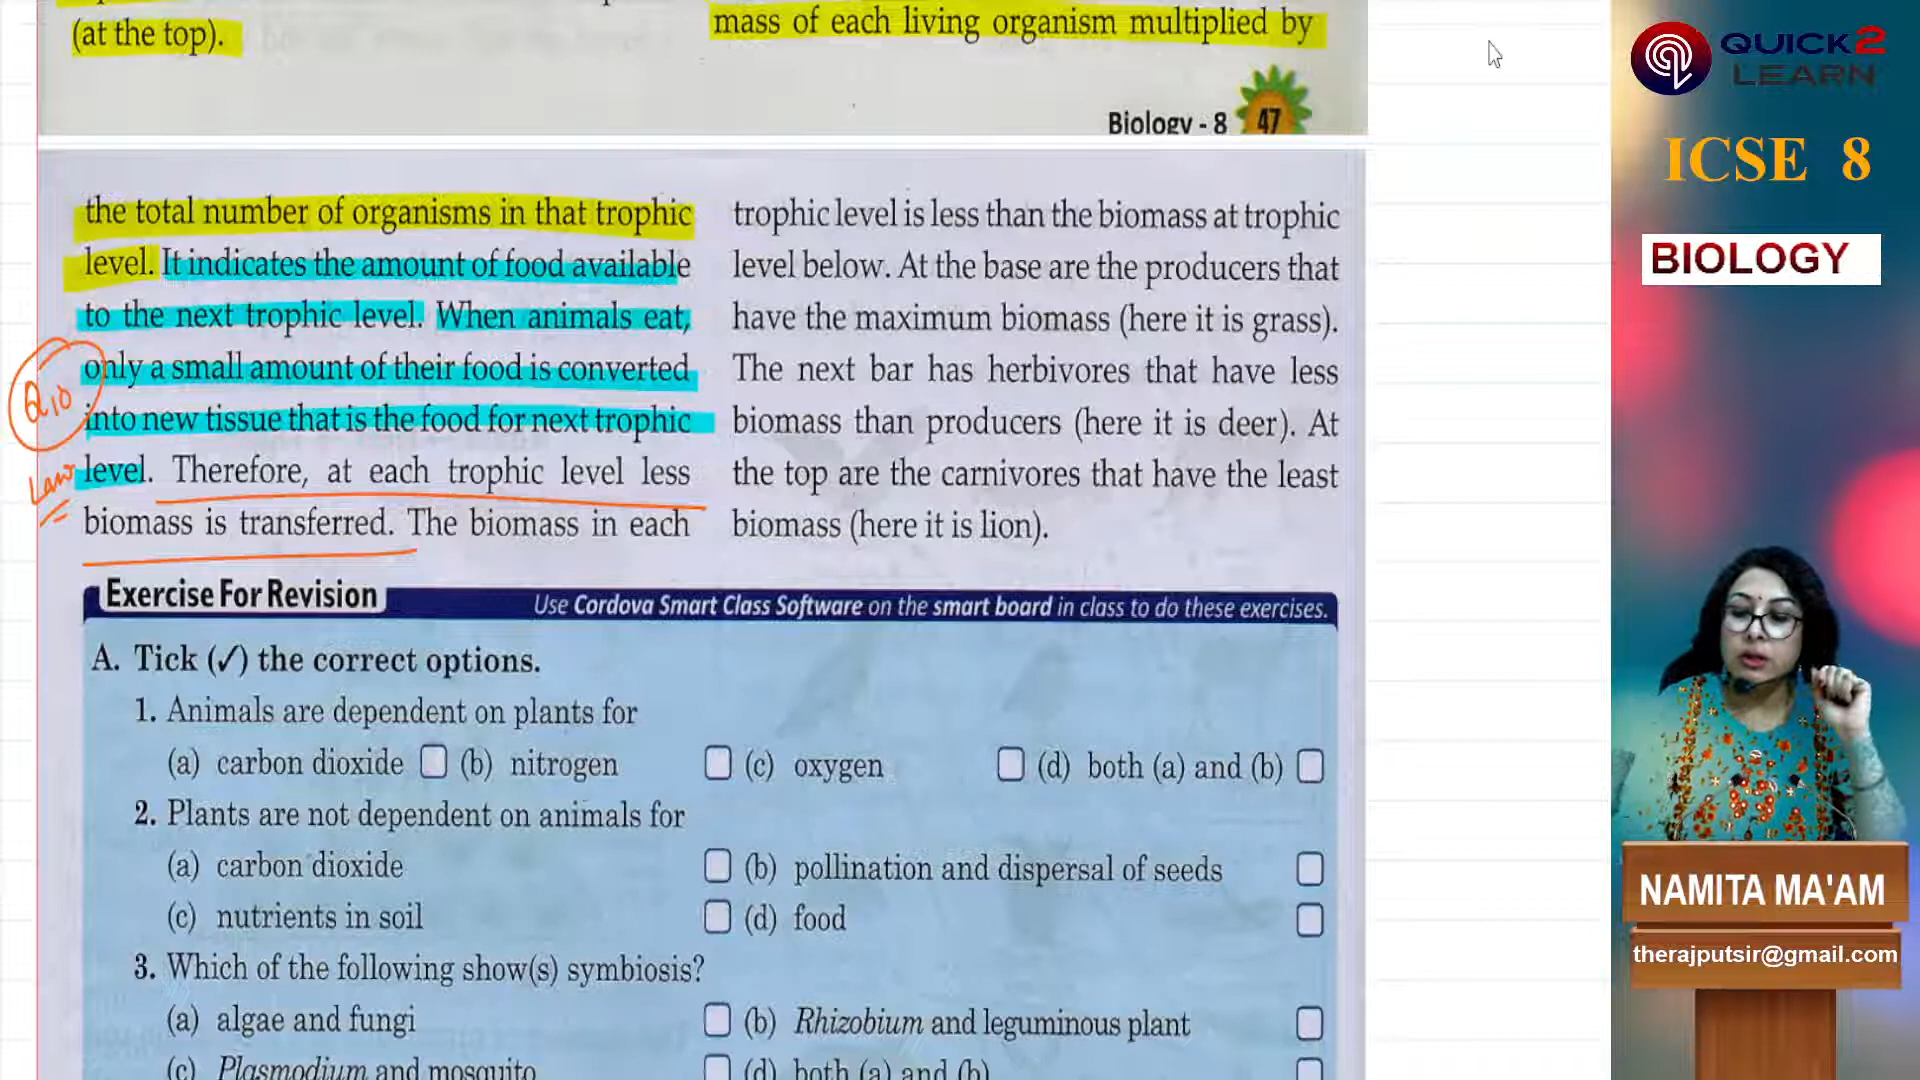 (at the top).
mass of each living organism multiplied by
Biology - 8 47
the total number of organisms in that trophic
level. It indicates the amount of food available
to the next trophic level. When animals eat,
only a small amount of their food is converted
into new tissue that is the food for next trophic
level. Therefore, at each trophic level less
biomass is transferred. The biomass in each
Q10
Law
trophic level is less than the biomass at trophic
level below. At the base are the producers that
have the maximum biomass (here it is grass).
The next bar has herbivores that have less
biomass than producers (here it is deer). At
the top are the carnivores that have the least
biomass (here it is lion).
Exercise For Revision
Use Cordova Smart Class Software on the smart board in class to do these exercises.
A. Tick (✓) the correct options.
1. Animals are dependent on plants for
(a) carbon dioxide (b) nitrogen (c) oxygen (d) both (a) and (b)
2. Plants are not dependent on animals for
(a) carbon dioxide (b) pollination and dispersal of seeds
(c) nutrients in soil (d) food
3. Which of the following show(s) symbiosis?
(a) algae and fungi (b) Rhizobium and leguminous plant
(c) Plasmodium and mosquito (d) both (a) and (b)
QUICK2
LEARN
ICSE 8
BIOLOGY
NAMITA MA'AM
therajputsir@gmail.com